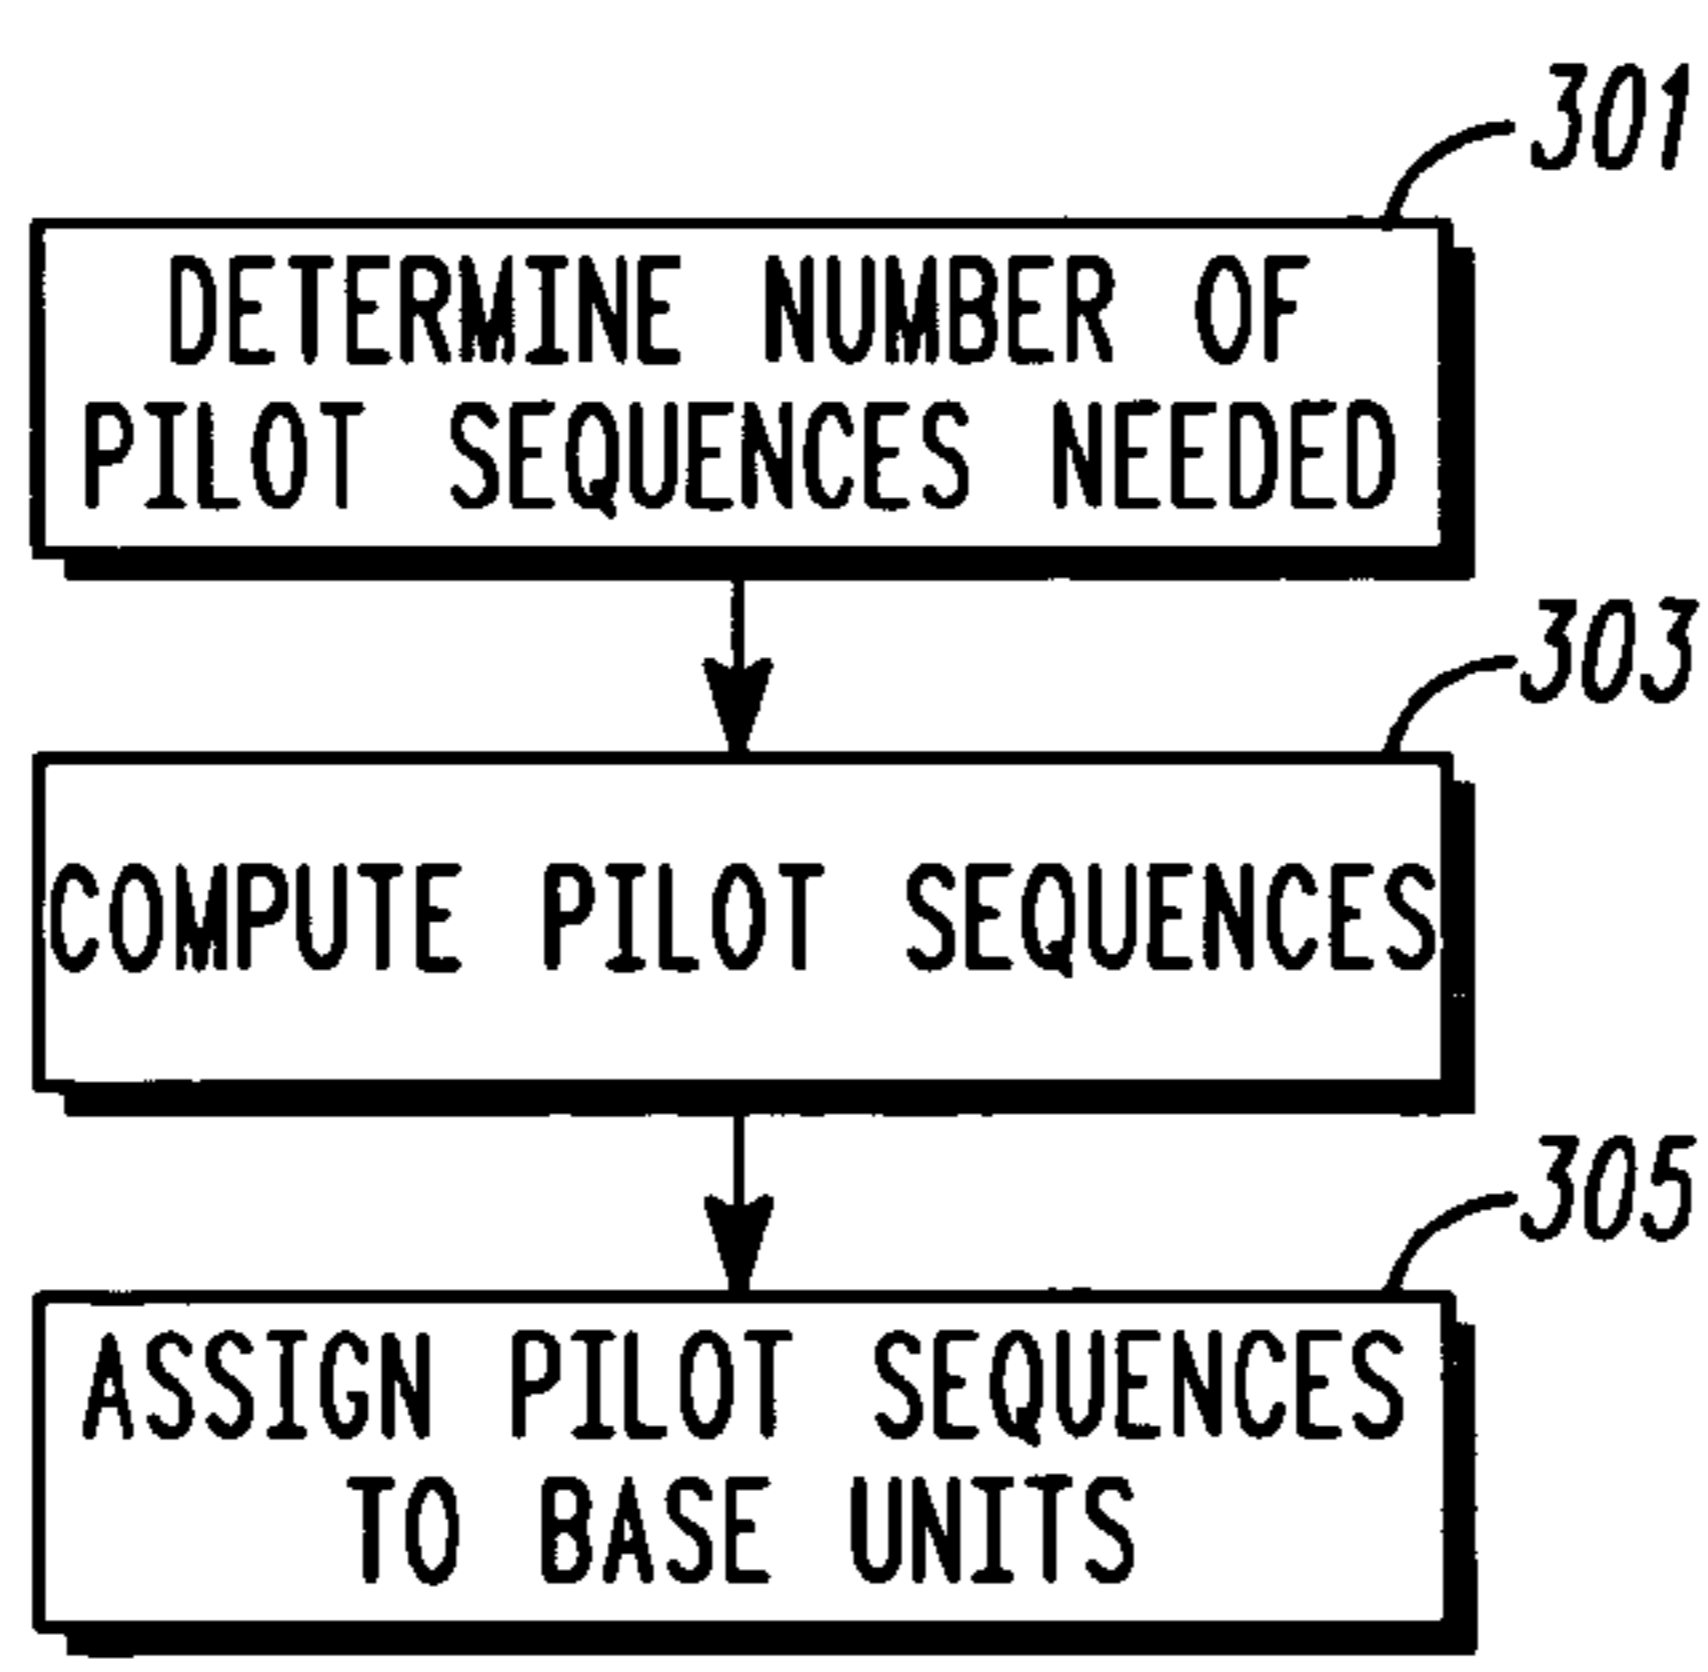 301
DETERMINE NUMBER OF
PILOT SEQUENCES NEEDED
303
COMPUTE PILOT SEQUENCES
305
ASSIGN PILOT SEQUENCES
TO BASE UNITS